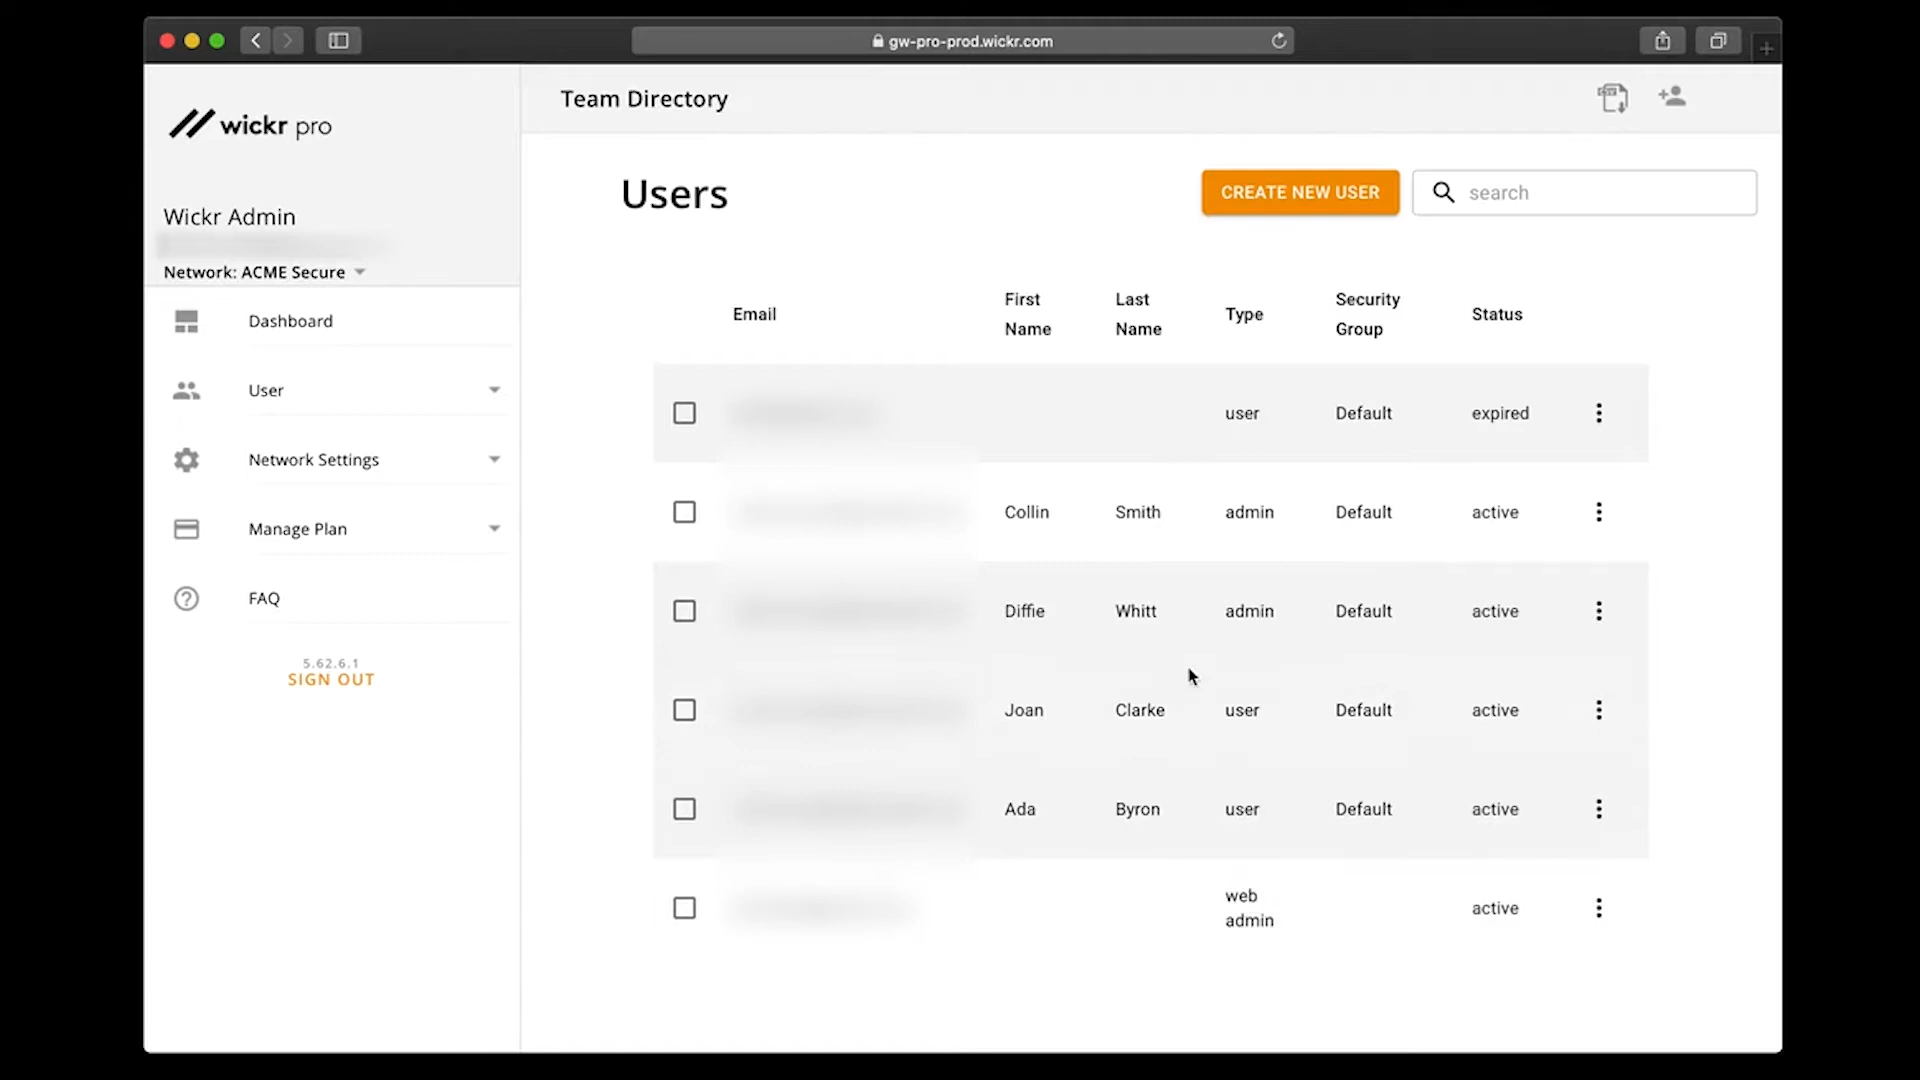 gw-pro-prod.wickr.com
wickr pro
Team Directory
CSV
Wickr Admin
Network: ACME Secure
Dashboard
User
Network Settings
Manage Plan
FAQ
5.62.6.1
SIGN OUT
Users
CREATE NEW USER
search
Email First Name Last Name Type Security Group Status
user Default expired
Collin Smith admin Default active
Diffie Whitt admin Default active
Joan Clarke user Default active
Ada Byron user Default active
web admin active